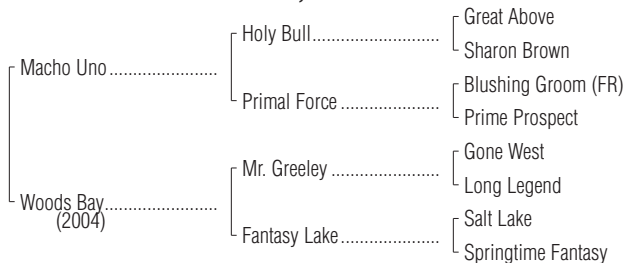 Great Above
Holy Bull
Sharon Brown
Macho Uno
Blushing Groom (FR)
Primal Force
Prime Prospect
Gone West
Mr. Greeley
Long Legend
Woods Bay
(2004)
Salt Lake
Fantasy Lake
Springtime Fantasy